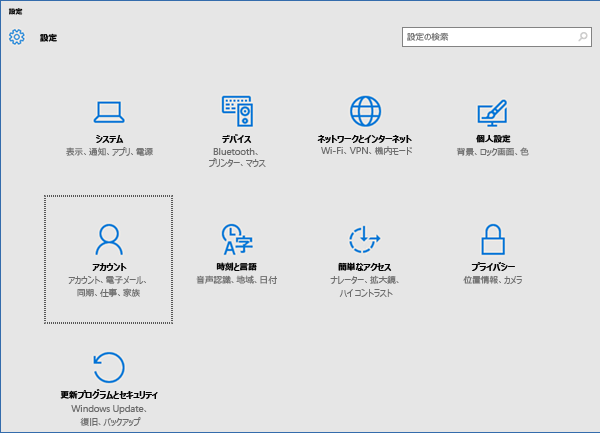 設定
設定
設定の検索
システム
表示、通知、アプリ、電源
デバイス
Bluetooth、
プリンター、マウス
ネットワークとインターネット
Wi-Fi、VPN、機内モード
個人設定
背景、ロック画面、色
アカウント
アカウント、電子メール、
同期、仕事、家族
時刻と言語
音声認識、地域、日付
簡単なアクセス
ナレーター、拡大鏡、
ハイコントラスト
プライバシー
位置情報、カメラ
更新プログラムとセキュリティ
Windows Update、
復旧、バックアップ